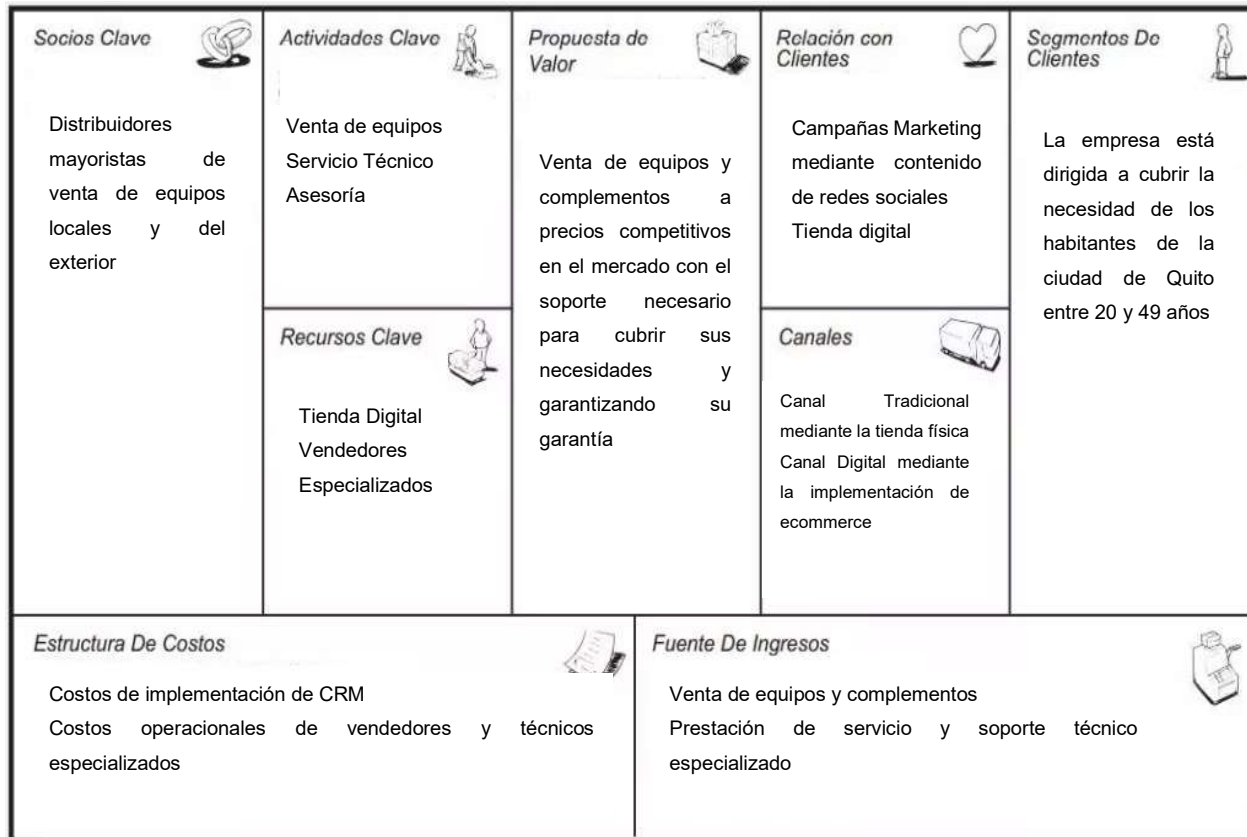 Socios Clave
Distribuidores
mayoristas de
venta de equipos
locales y del
exterior
Actividades Clave
Venta de equipos
Servicio Técnico
Asesoría
Recursos Clave
Tienda Digital
Vendedores
Especializados
Propuesta de
Valor
Venta de equipos y
complementos a
precios competitivos
en el mercado con el
soporte necesario
para cubrir sus
necesidades y
garantizando su
garantía
Relación con
Clientes
Campañas Marketing
mediante contenido
de redes sociales
Tienda digital
Canales
Canal Tradicional
mediante la tienda física
Canal Digital mediante
la implementación de
ecommerce
Segmentos De
Clientes
La empresa está
dirigida a cubrir la
necesidad de los
habitantes de la
ciudad de Quito
entre 20 y 49 años
Estructura De Costos
Costos de implementación de CRM
Costos operacionales de vendedores y técnicos
especializados
Fuente De Ingresos
Venta de equipos y complementos
Prestación de servicio y soporte técnico
especializado